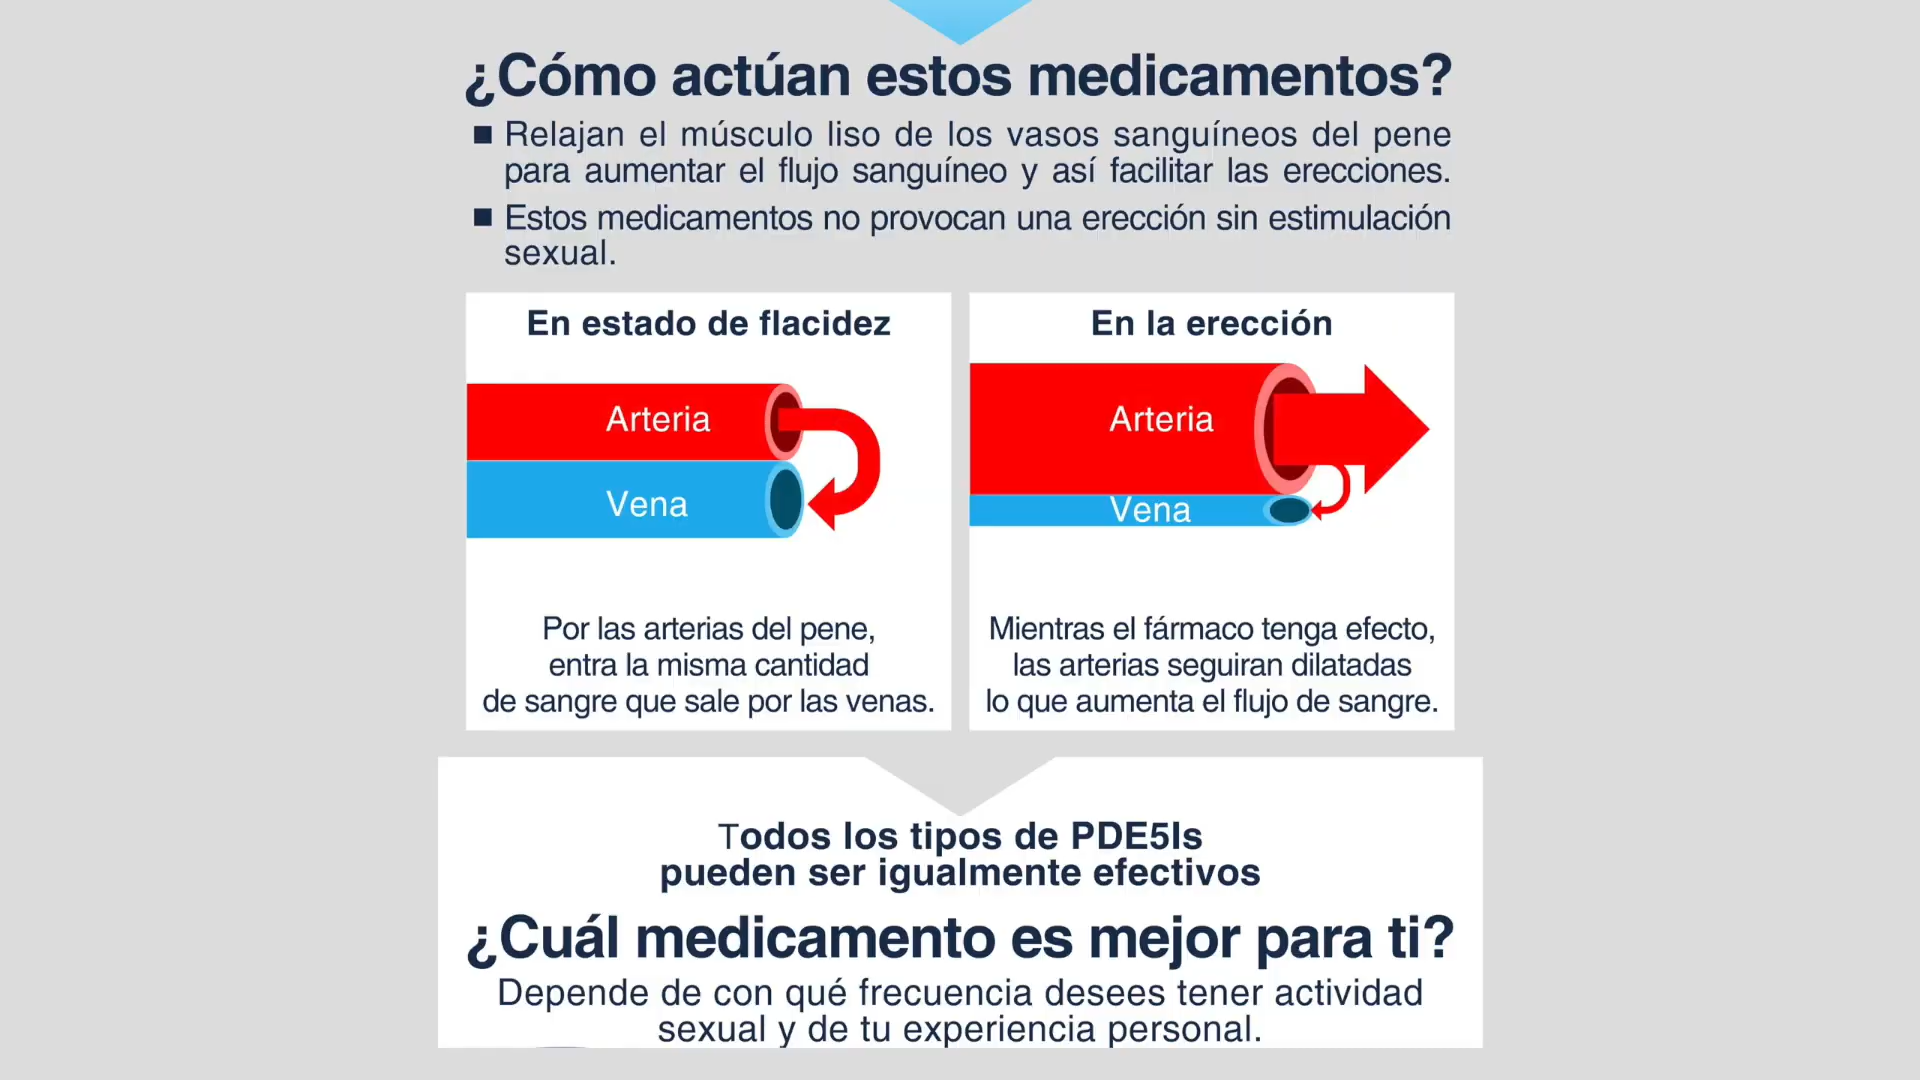 ¿Cómo actúan estos medicamentos?
■ Relajan el músculo liso de los vasos sanguíneos del pene
para aumentar el flujo sanguíneo y así facilitar las erecciones.
■ Estos medicamentos no provocan una erección sin estimulación
sexual.
En estado de flacidez
Arteria
Vena
Por las arterias del pene,
entra la misma cantidad
de sangre que sale por las venas.
En la erección
Arteria
Vena
Mientras el fármaco tenga efecto,
las arterias seguiran dilatadas
lo que aumenta el flujo de sangre.
Todos los tipos de PDE5Is
pueden ser igualmente efectivos
¿Cuál medicamento es mejor para ti?
Depende de con qué frecuencia desees tener actividad
sexual y de tu experiencia personal.